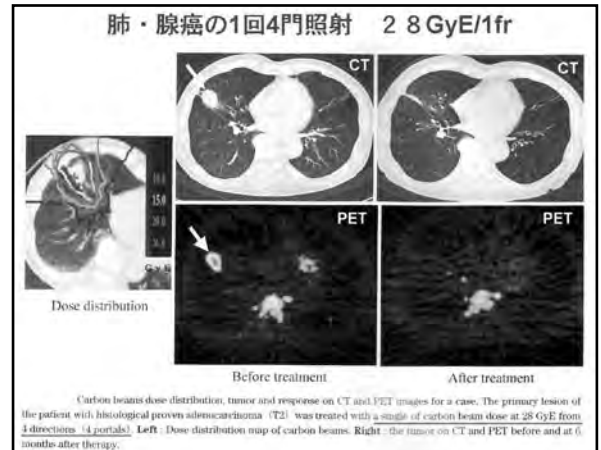 肺・腺癌の1回4門照射　２８GyE/1fr
CT
CT
15.0
GyE
PET
PET
Dose distribution
Before treatment
After treatment
Carbon beams dose distribution, tumor and response on CT and PET images for a case. The primary lesion of
the patient with histological proven adenocarcinoma (T2) was treated with a single of carbon beam dose at 28 GyE from
4 directions (4 portals). Left : Dose distribution map of carbon beams. Right : the tumor on CT and PET before and at 6
months after therapy.